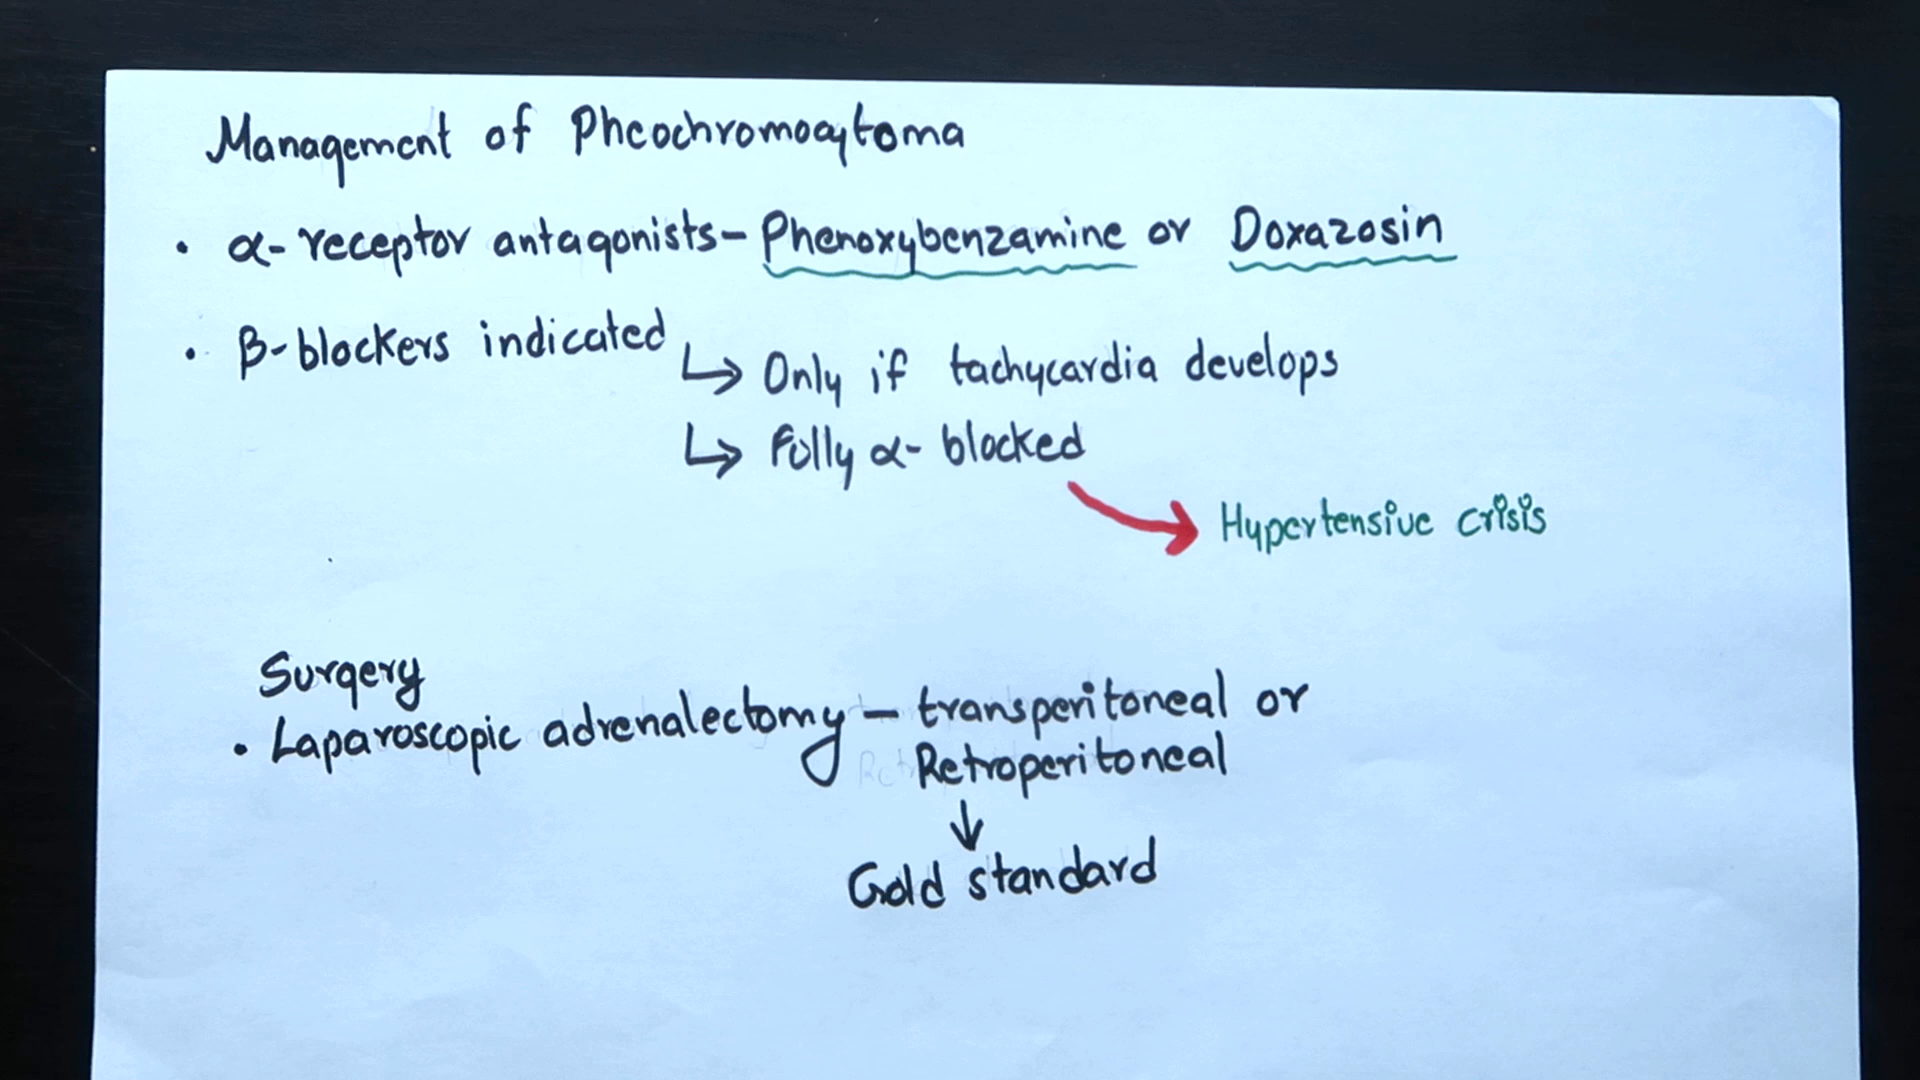 Management of Pheochromocytoma
• α-receptor antagonists - Phenoxybenzamine or Doxazosin
• β-blockers indicated
↳ Only if tachycardia develops
↳ Fully α-blocked
→ Hypertensive crisis
Surgery
• Laparoscopic adrenalectomy - transperitoneal or
Retroperitoneal
↓
Gold standard